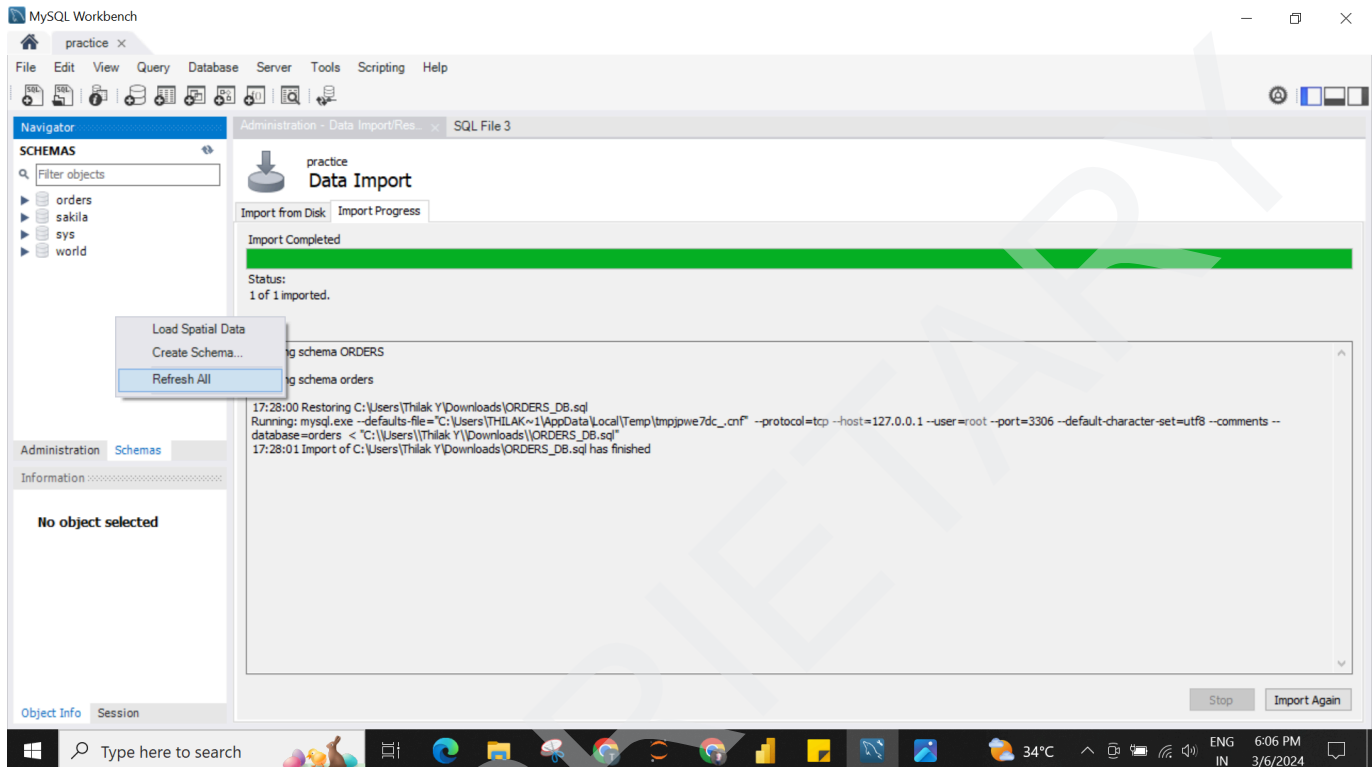 MySQL Workbench
practice
File Edit View Query Database Server Tools Scripting Help
Navigator
SCHEMAS
Filter objects
orders
sakila
sys
world
Load Spatial Data
Create Schema...
Refresh All
Administration Schemas
Information
No object selected
Object Info Session
Administration - Data Import/Res... SQL File 3
practice
Data Import
Import from Disk Import Progress
Import Completed
Status:
1 of 1 imported.
schema ORDERS
schema orders
17:28:00 Restoring C:\Users\Thilak Y\Downloads\ORDERS_DB.sql
Running: mysql.exe --defaults-file="C:\Users\THILAK~1\AppData\Local\Temp\tmpjpwe7dc_.cnf" --protocol=tcp --host=127.0.0.1 --user=root --port=3306 --default-character-set=utf8 --comments --
database=orders < "C:\\Users\\Thilak Y\\Downloads\\ORDERS_DB.sql"
17:28:01 Import of C:\Users\Thilak Y\Downloads\ORDERS_DB.sql has finished
Stop Import Again
Type here to search
34°C
ENG
IN
6:06 PM
3/6/2024